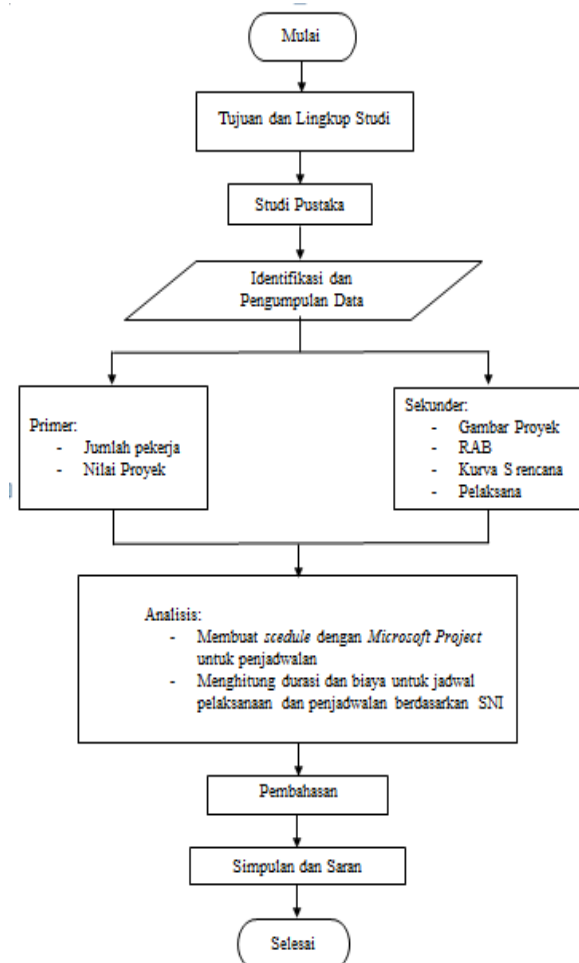 Mulai
Tujuan dan Lingkup Studi
Studi Pustaka
Identifikasi dan
Pengumpulan Data
Primer:
- Jumlah pekerja
- Nilai Proyek
Sekunder:
- Gambar Proyek
- RAB
- Kurva S rencana
- Pelaksana
Analisis:
- Membuat scedule dengan Microsoft Project
untuk penjadwalan
- Menghitung durasi dan biaya untuk jadwal
pelaksanaan dan penjadwalan berdasarkan SNI
Pembahasan
Simpulan dan Saran
Selesai